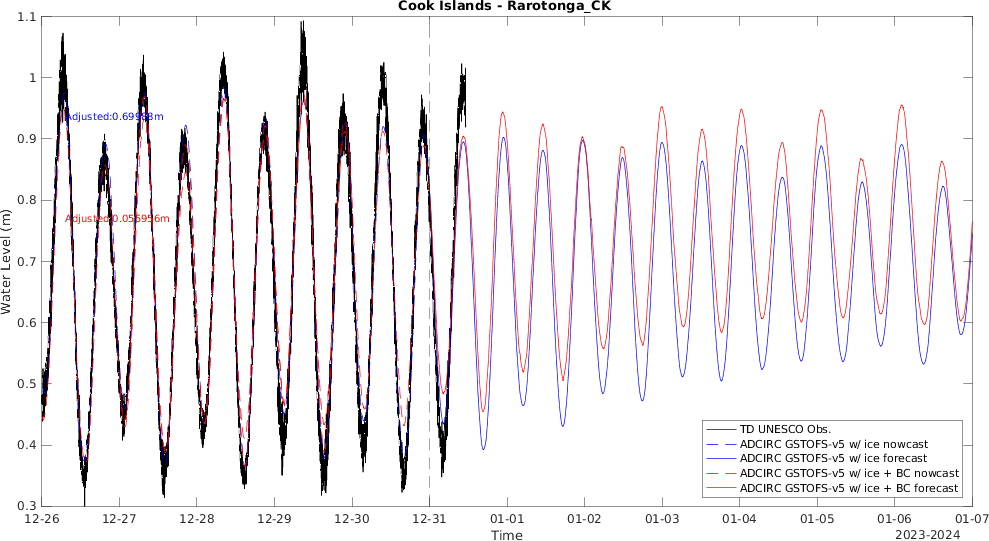 Cook Islands - Rarotonga_CK
Water Level (m)
1.1
1
0.9
0.8
0.7
0.6
0.5
0.4
0.3
Adjusted:0.69983m
Adjusted:0.056956m
12-26
12-27
12-28
12-29
12-30
12-31
01-01
01-02
01-03
01-04
01-05
01-06
01-07
Time
2023-2024
TD UNESCO Obs.
ADCIRC GSTOFS-v5 w/ ice nowcast
ADCIRC GSTOFS-v5 w/ ice forecast
ADCIRC GSTOFS-v5 w/ ice + BC nowcast
ADCIRC GSTOFS-v5 w/ ice + BC forecast